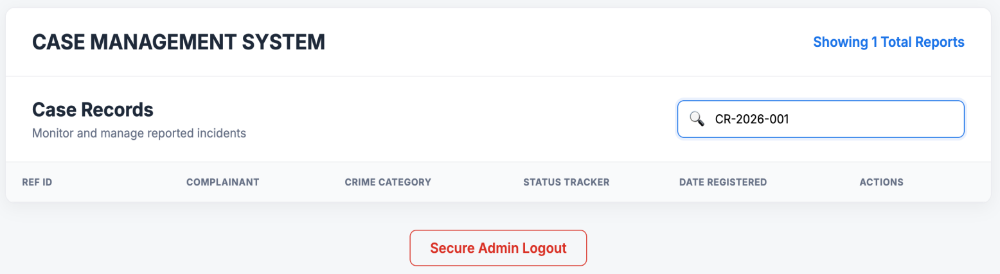 CASE MANAGEMENT SYSTEM
Showing 1 Total Reports
Case Records
Monitor and manage reported incidents
CR-2026-001
REF ID COMPLAINANT CRIME CATEGORY STATUS TRACKER DATE REGISTERED ACTIONS
Secure Admin Logout